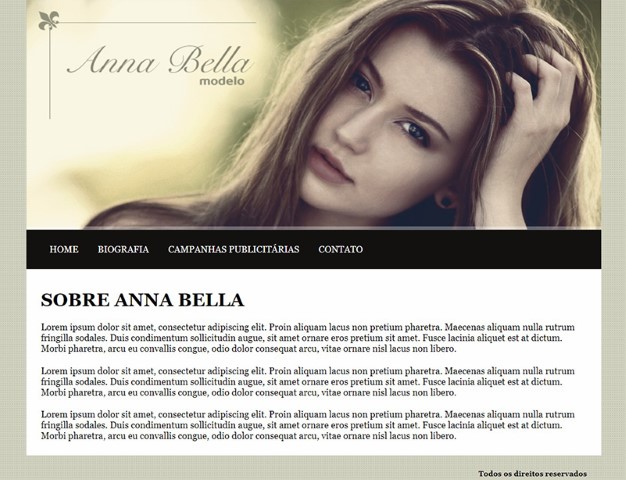 Anna Bella
modelo
HOME BIOGRAFIA CAMPANHAS PUBLICITÁRIAS CONTATO
SOBRE ANNA BELLA
Lorem ipsum dolor sit amet, consectetur adipiscing elit. Proin aliquam lacus non pretium pharetra. Maecenas aliquam nulla rutrum
fringilla sodales. Duis condimentum sollicitudin augue, sit amet ornare eros pretium sit amet. Fusce lacinia aliquet est at dictum.
Morbi pharetra, arcu eu convallis congue, odio dolor consequat arcu, vitae ornare nisl lacus non libero.
Lorem ipsum dolor sit amet, consectetur adipiscing elit. Proin aliquam lacus non pretium pharetra. Maecenas aliquam nulla rutrum
fringilla sodales. Duis condimentum sollicitudin augue, sit amet ornare eros pretium sit amet. Fusce lacinia aliquet est at dictum.
Morbi pharetra, arcu eu convallis congue, odio dolor consequat arcu, vitae ornare nisl lacus non libero.
Lorem ipsum dolor sit amet, consectetur adipiscing elit. Proin aliquam lacus non pretium pharetra. Maecenas aliquam nulla rutrum
fringilla sodales. Duis condimentum sollicitudin augue, sit amet ornare eros pretium sit amet. Fusce lacinia aliquet est at dictum.
Morbi pharetra, arcu eu convallis congue, odio dolor consequat arcu, vitae ornare nisl lacus non libero.
Todos os direitos reservados